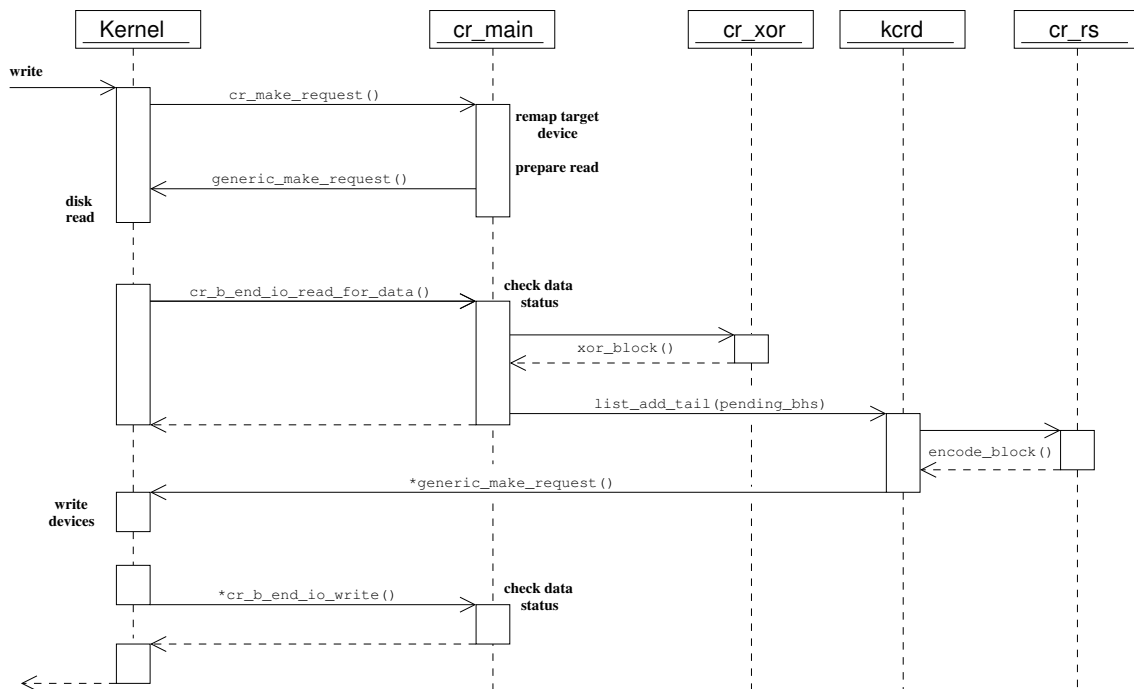 Kernel
cr_main
cr_xor
kcrd
cr_rs
write
cr_make_request()
remap target
device
prepare read
generic_make_request()
disk
read
cr_b_end_io_read_for_data()
check data
status
xor_block()
list_add_tail(pending_bhs)
encode_block()
*generic_make_request()
write
devices
*cr_b_end_io_write()
check data
status